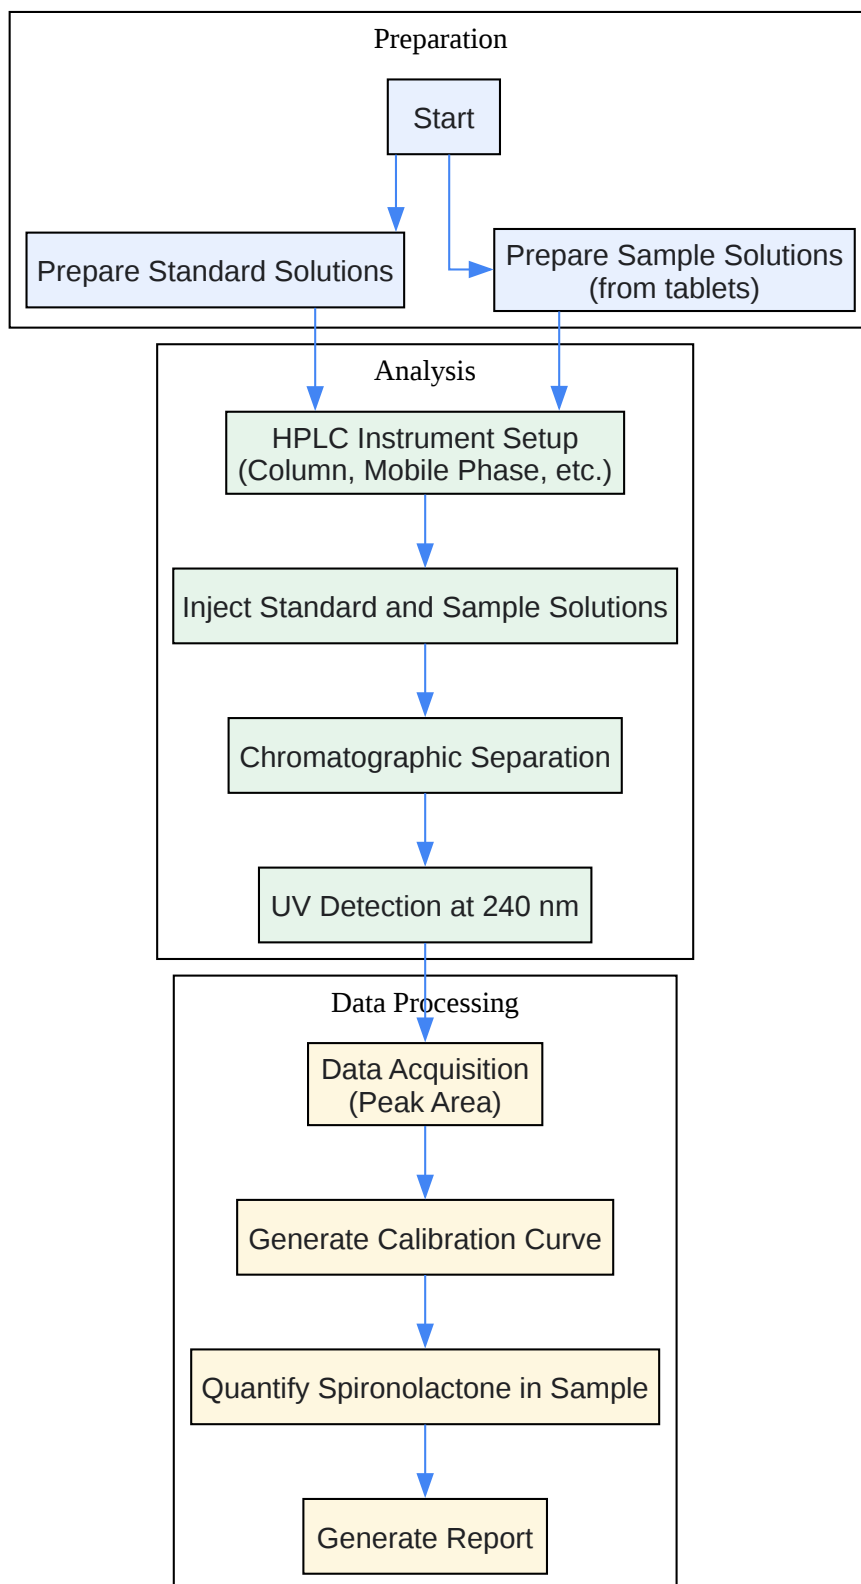 Preparation
Start
Prepare Standard Solutions
Prepare Sample Solutions
(from tablets)
Analysis
HPLC Instrument Setup
(Column, Mobile Phase, etc.)
Inject Standard and Sample Solutions
Chromatographic Separation
UV Detection at 240 nm
Data Processing
Data Acquisition
(Peak Area)
Generate Calibration Curve
Quantify Spironolactone in Sample
Generate Report